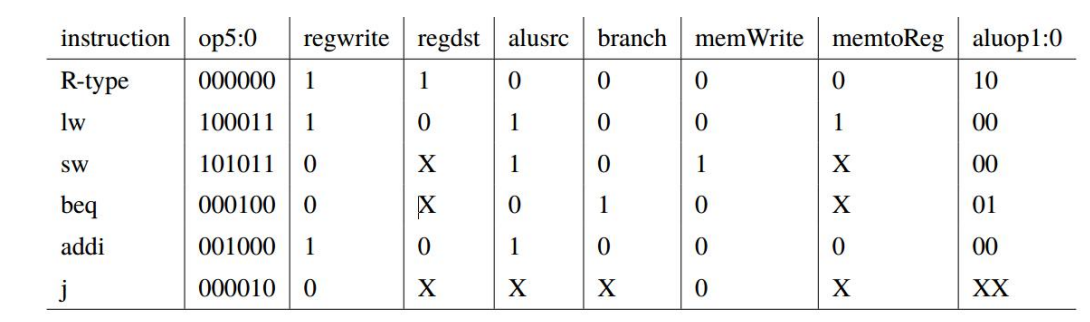 instruction op5:0 regwrite regdst alusrc branch memWrite memtoReg aluop1:0
R-type 000000 1 1 0 0 0 0 10
lw 100011 1 0 1 0 0 1 00
sw 101011 0 X 1 0 1 X 00
beq 000100 0 X 0 1 0 X 01
addi 001000 1 0 1 0 0 0 00
j 000010 0 X X X 0 X XX